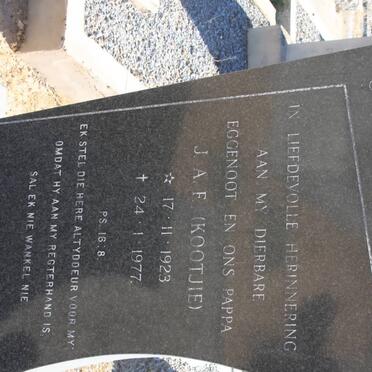 IN LIEFDEVOLLE HERINNERING
AAN MY DIERBARE
EGGENOOT EN ONS PAPPA
J. A. F. (KOOTJIE)
☆ 17·11·1923
✝ 24·1·1977.
PS. 16:8.
EK STEL DIE HERE ALTYDDEUR VOOR MY:
OMDAT HY AAN MY REGTERHAND IS,
SAL EK NIE WANKEL NIE.